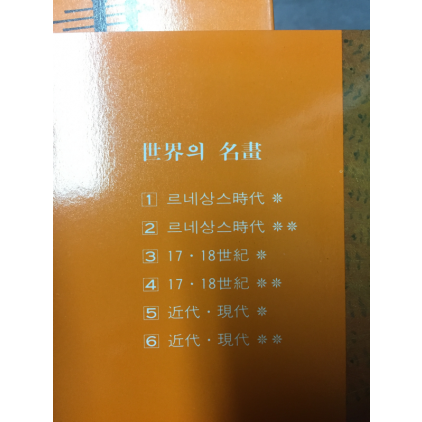 世界의 名畫
1 르네상스時代 ✳
2 르네상스時代 ✳✳
3 17・18世紀 ✳
4 17・18世紀 ✳✳
5 近代・現代 ✳
6 近代・現代 ✳✳